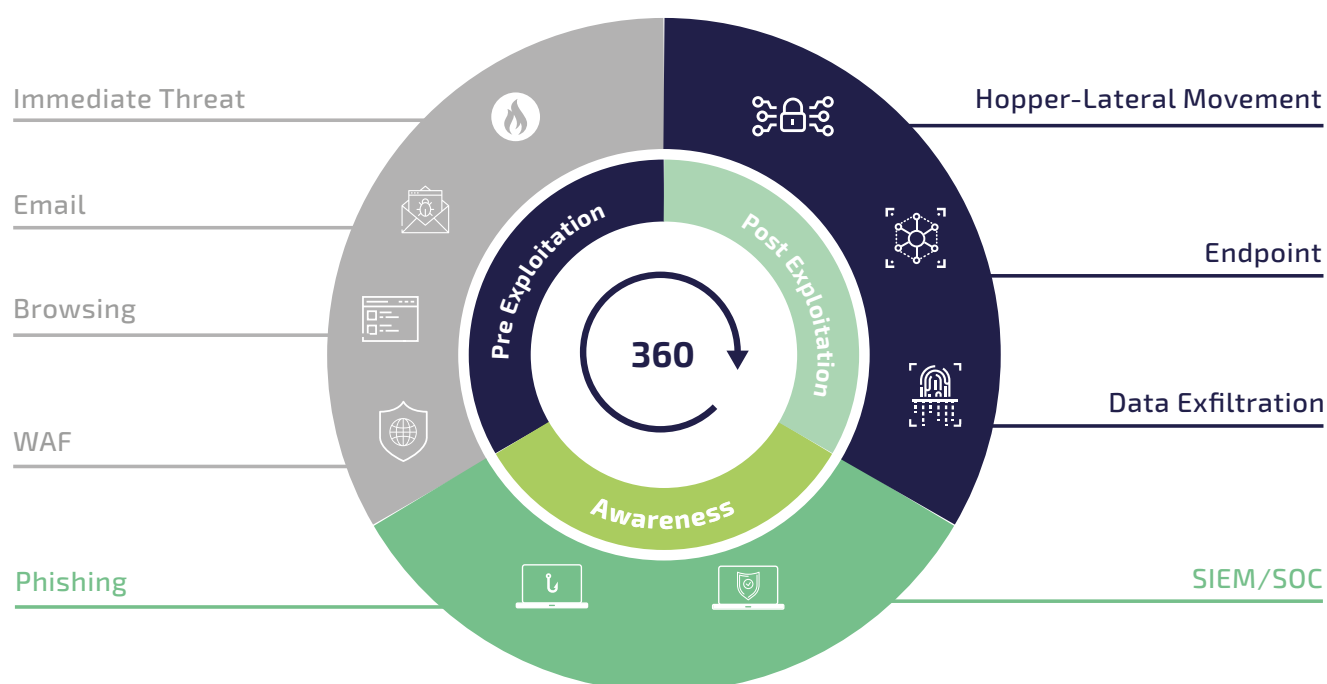 Immediate Threat
Email
Browsing
WAF
Phishing
Pre Exploitation
Post Exploitation
360
Awareness
Hopper-Lateral Movement
Endpoint
Data Exfiltration
SIEM/SOC